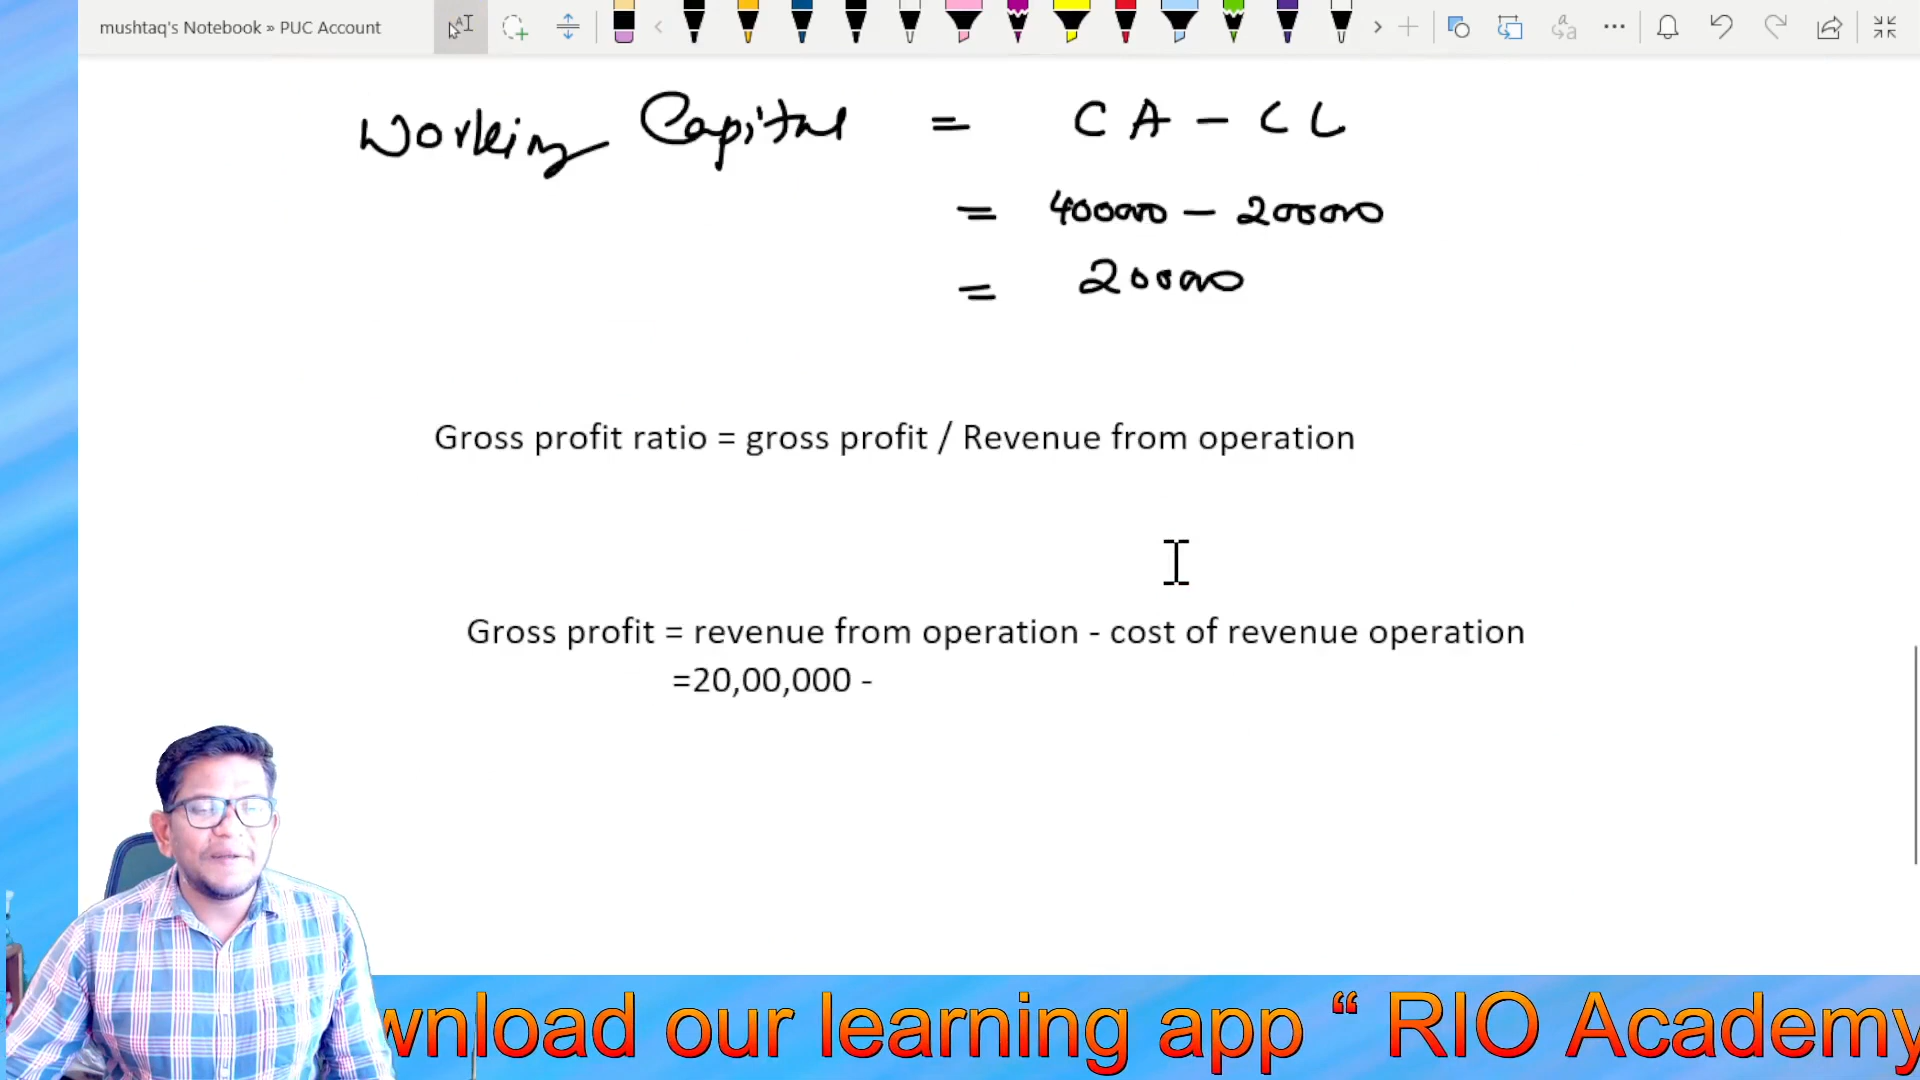 mushtaq's Notebook » PUC Account
Working Capital = CA - CL
= 400000 - 200000
= 200000
Gross profit ratio = gross profit / Revenue from operation
Gross profit = revenue from operation - cost of revenue operation
=20,00,000 -
wnload our learning app “ RIO Academy